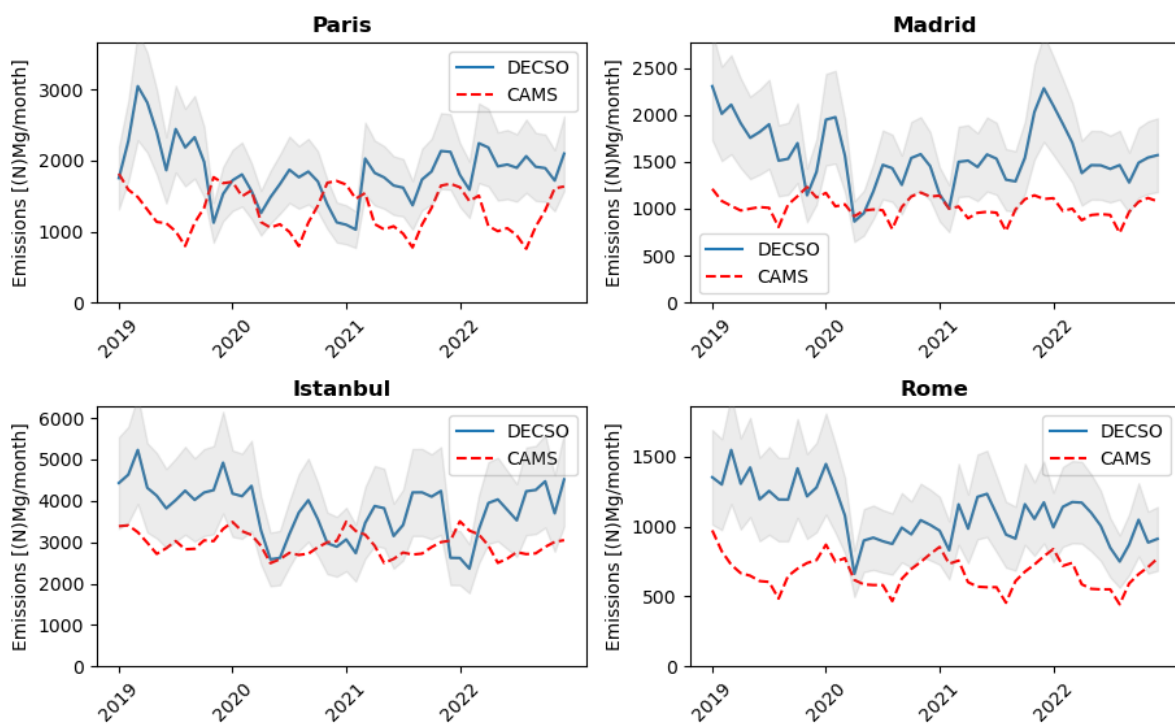 Paris
Emissions [(N)Mg/month]
3000
2000
1000
0
DECSO
CAMS
2019
2020
2021
2022
Madrid
Emissions [(N)Mg/month]
2500
2000
1500
1000
500
0
DECSO
CAMS
2019
2020
2021
2022
Istanbul
Emissions [(N)Mg/month]
6000
5000
4000
3000
2000
1000
0
DECSO
CAMS
2019
2020
2021
2022
Rome
Emissions [(N)Mg/month]
1500
1000
500
0
DECSO
CAMS
2019
2020
2021
2022